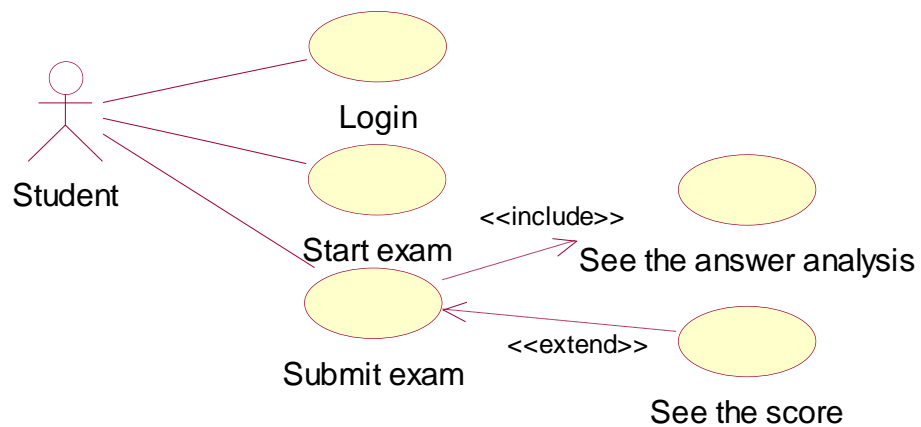 Login
Student
Start exam
<<include>>
See the answer analysis
Submit exam
<<extend>>
See the score